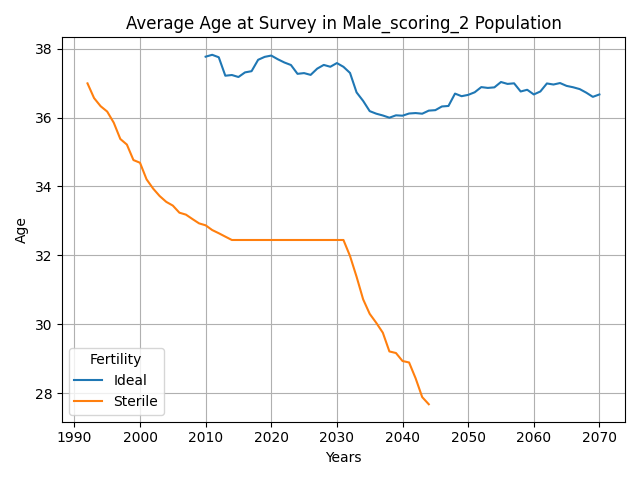 Average Age at Survey in Male_scoring_2 Population
38
36
34
32
30
28
Age
Fertility
Ideal
Sterile
1990 2000 2010 2020 2030 2040 2050 2060 2070
Years